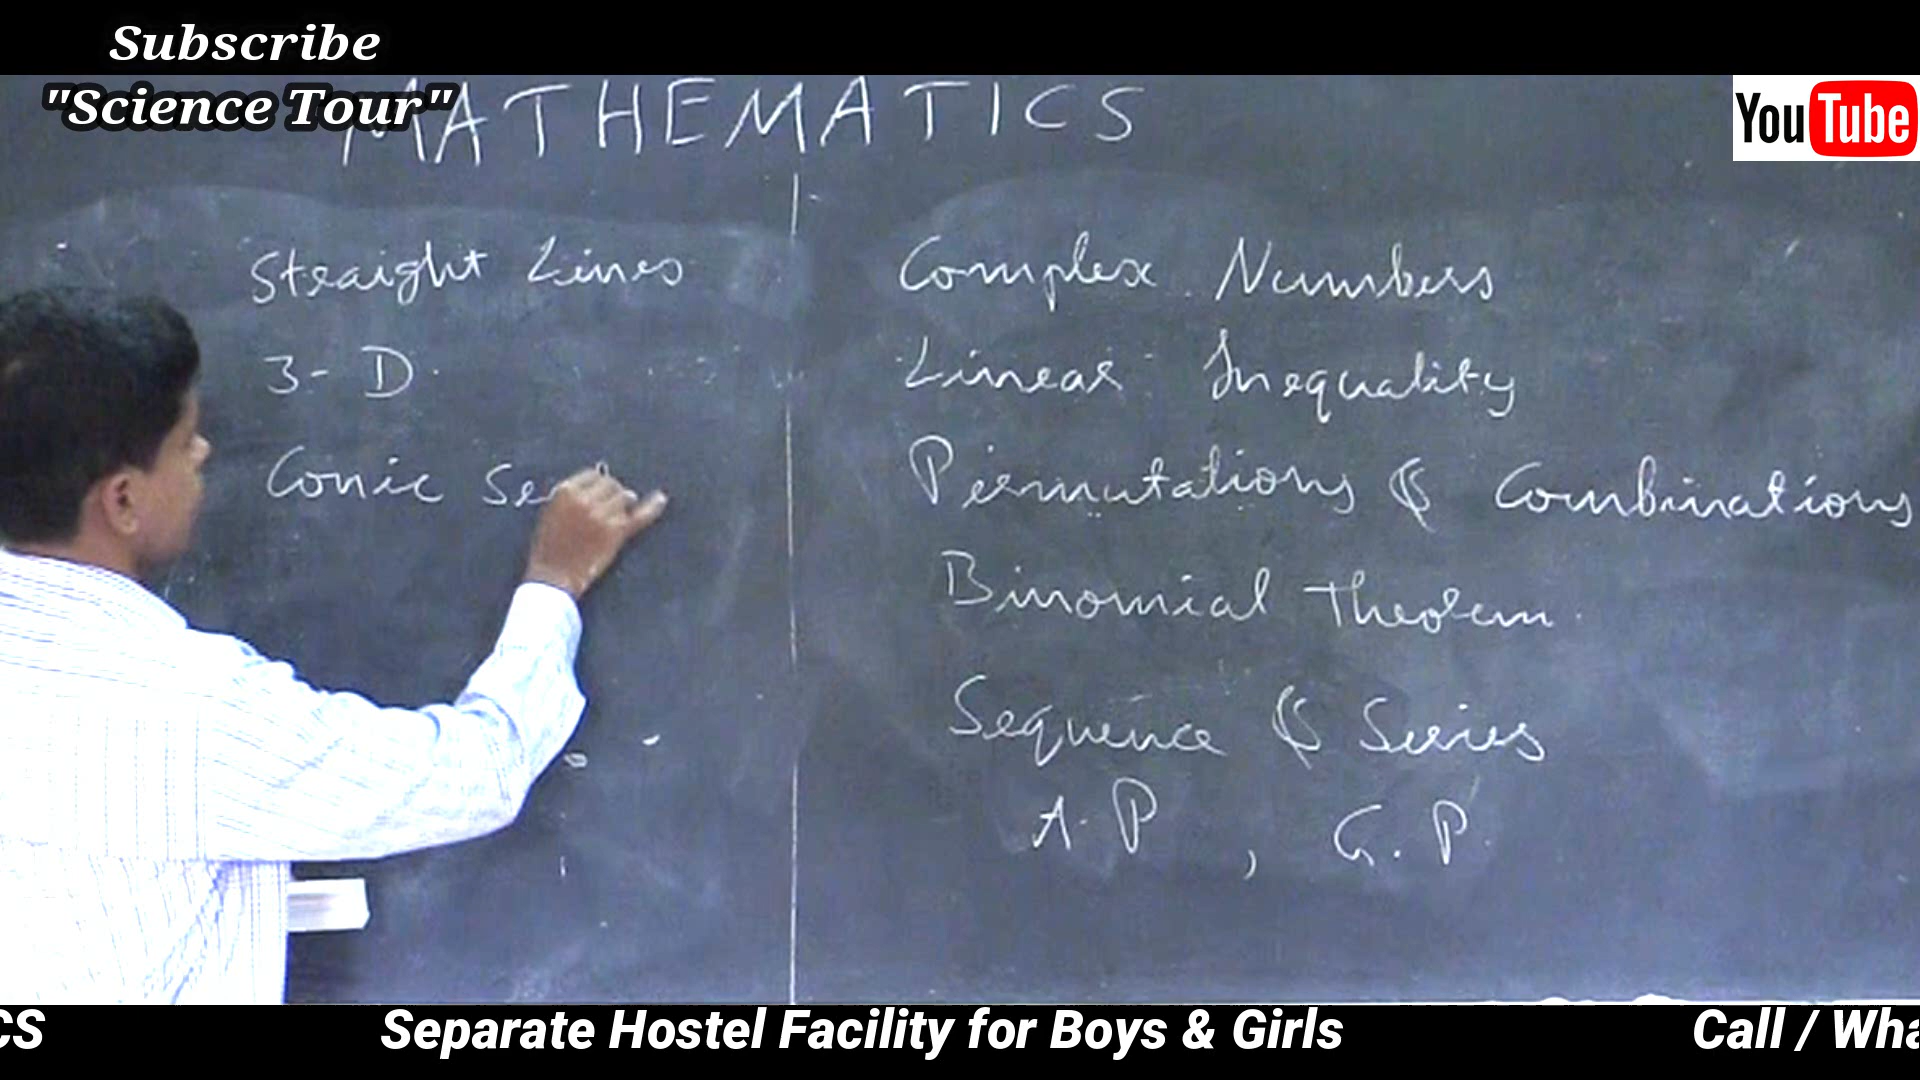 Subscribe
"Science Tour"
YouTube
MATHEMATICS
Straight Lines
3-D.
Conic Se
Complex Numbers
Linear Inequality
Permutations & Combinations
Binomial Theorem.
Sequence & Series
A.P , G.P.
CS Separate Hostel Facility for Boys & Girls Call / Wha